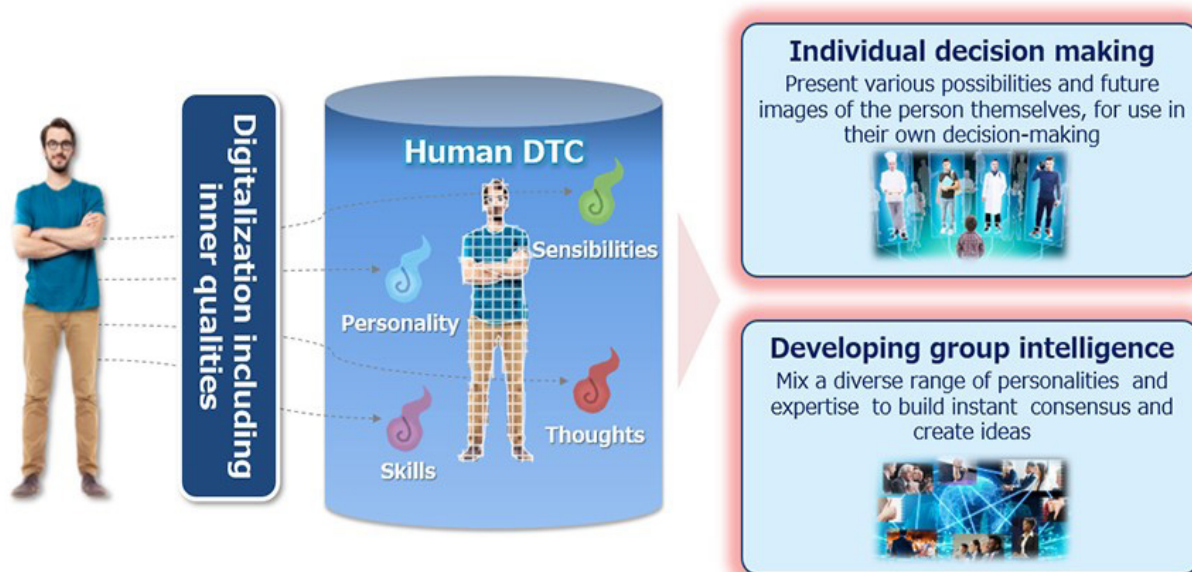 Digitalization including
inner qualities
Human DTC
Sensibilities
Personality
Thoughts
Skills
Individual decision making
Present various possibilities and future
images of the person themselves, for use in
their own decision-making
Developing group intelligence
Mix a diverse range of personalities and
expertise to build instant consensus and
create ideas